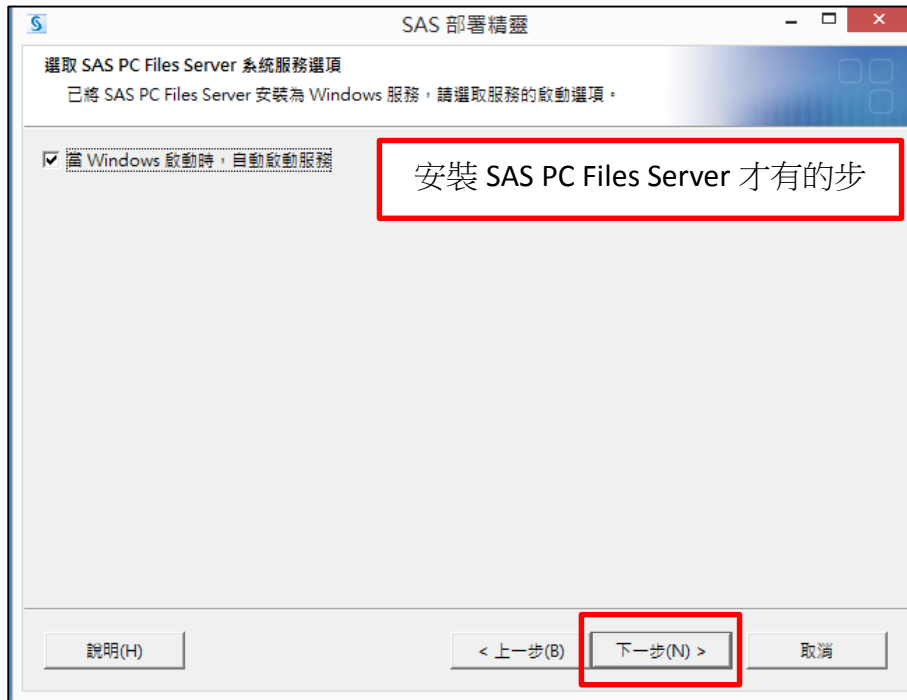 SAS 部署精靈
選取 SAS PC Files Server 系統服務選項
已將 SAS PC Files Server 安裝為 Windows 服務，請選取服務的啟動選項。
當 Windows 啟動時，自動啟動服務
安裝 SAS PC Files Server 才有的步
說明(H)
< 上一步(B)
下一步(N) >
取消